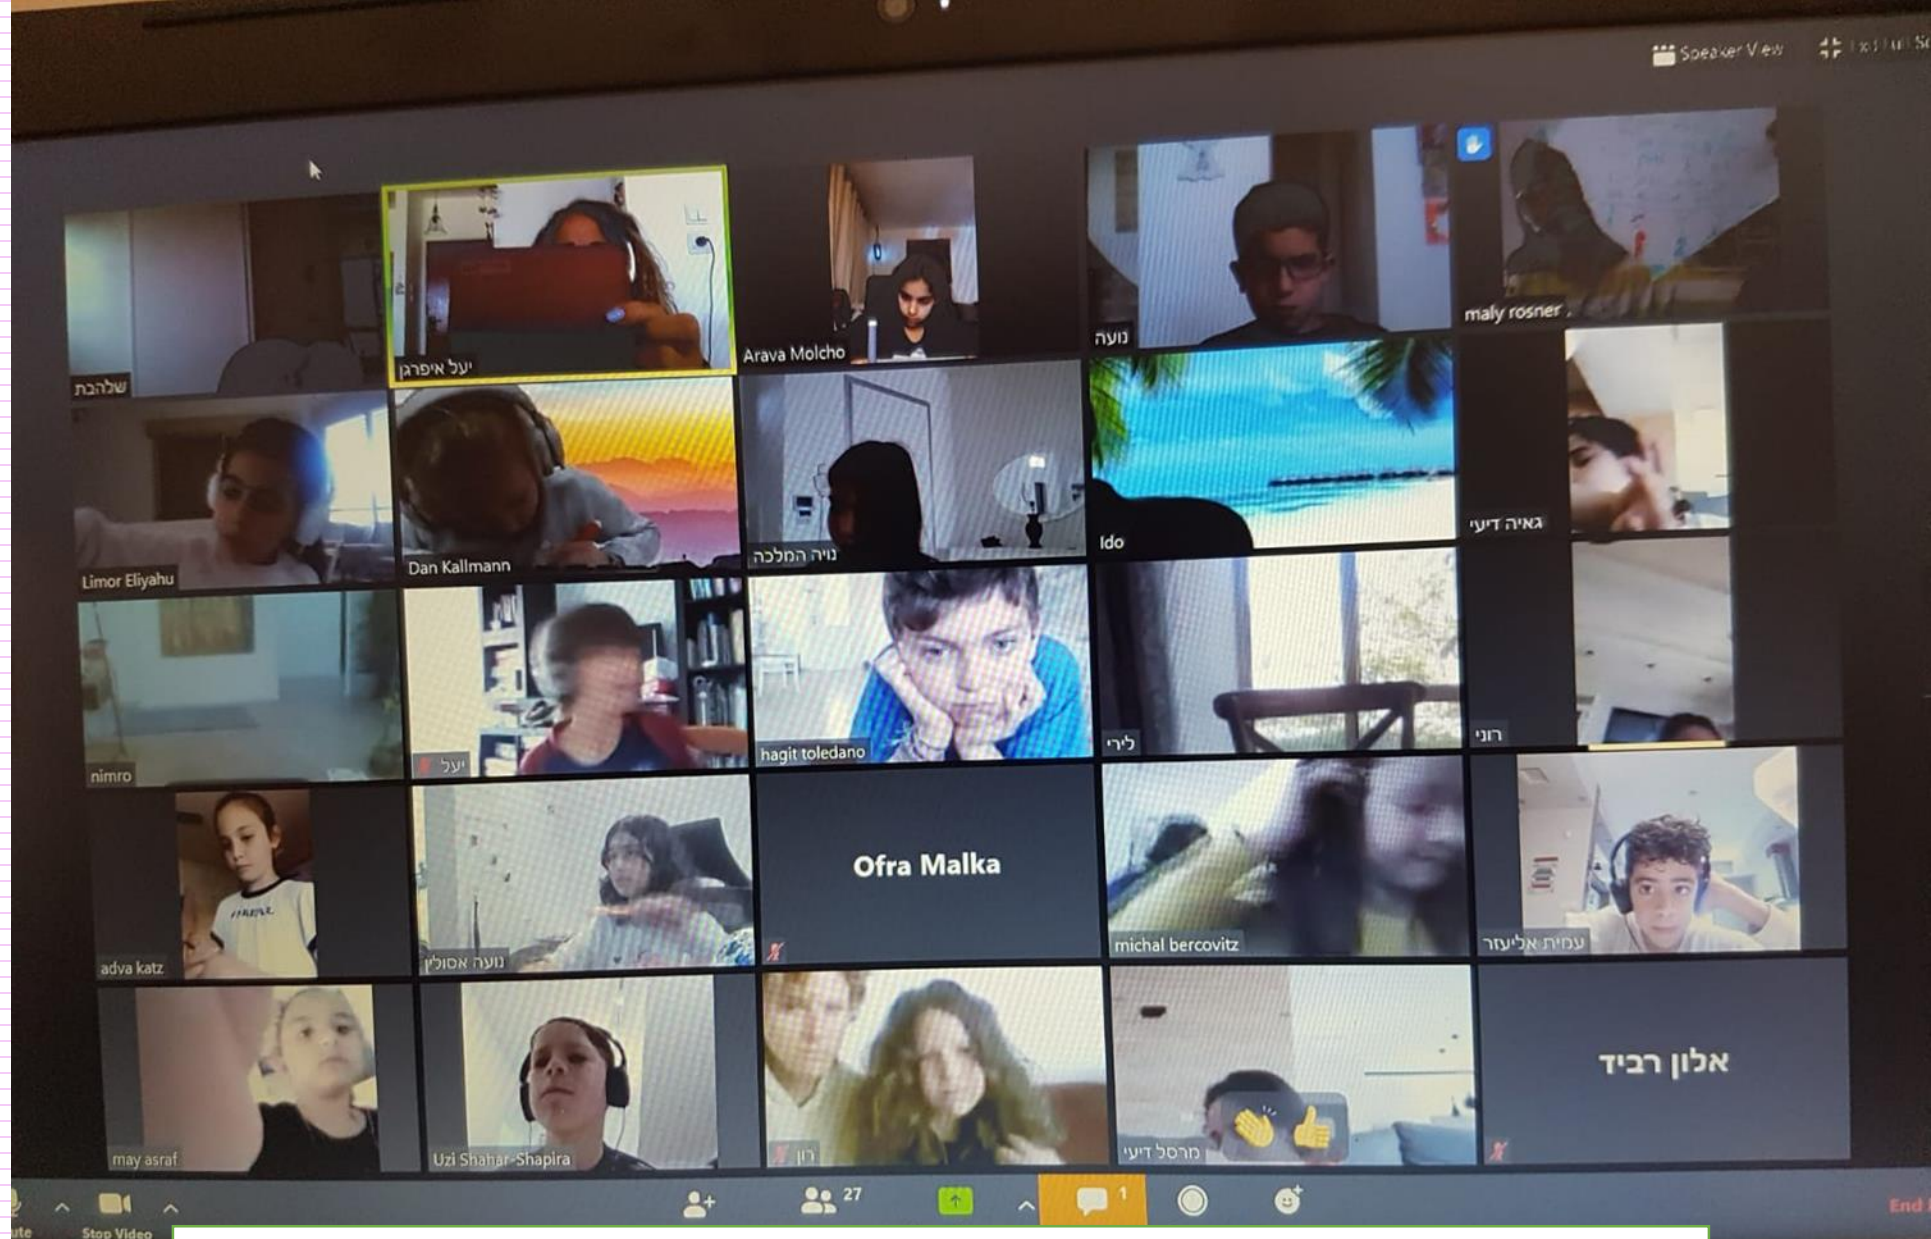 Speaker View
שלהבת
יעל איפרגן
Arava Molcho
נועה
maly rosner
Limor Eliyahu
Dan Kallmann
נויה המלכה
Ido
גאיה דיעי
nimro
יעל
hagit toledano
לירי
רוני
adva katz
נועה אסולין
Ofra Malka
michal bercovitz
עמית אליעזר
may asraf
Uzi Shahar-Shapira
רון
מרסל דיעי
אלון רביד
27
1
Stop Video
End